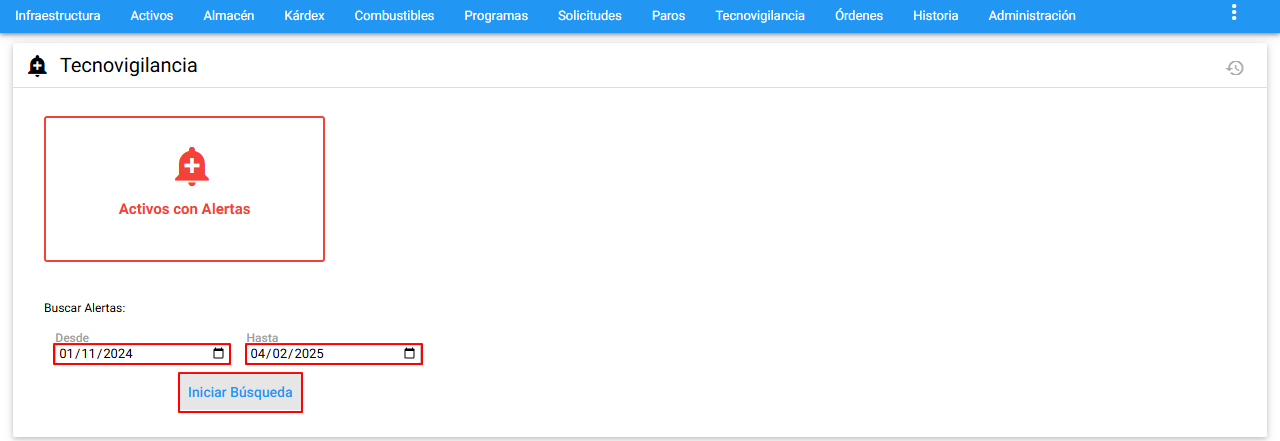 Infraestructura Activos Almacén Kárdex Combustibles Programas Solicitudes Paros Tecnovigilancia Órdenes Historia Administración
Tecnovigilancia
Activos con Alertas
Buscar Alertas:
Desde Hasta
01/11/2024 04/02/2025
Iniciar Búsqueda